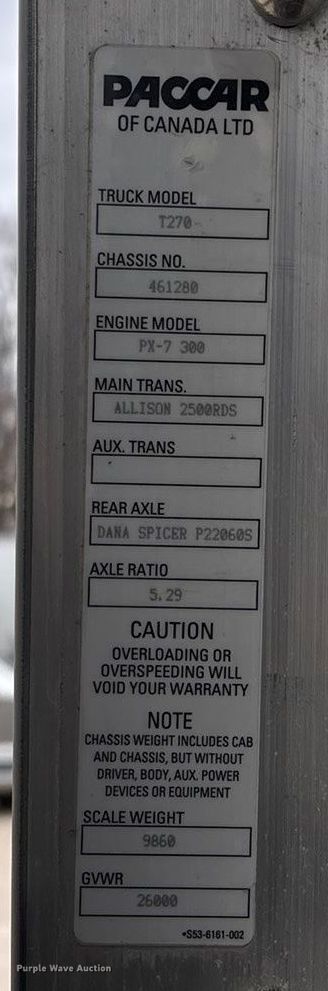 PACCAR
OF CANADA LTD
TRUCK MODEL
T270
CHASSIS NO.
461280
ENGINE MODEL
PX-7 300
MAIN TRANS.
ALLISON 2500RDS
AUX. TRANS
REAR AXLE
DANA SPICER P22060S
AXLE RATIO
5.29
CAUTION
OVERLOADING OR
OVERSPEEDING WILL
VOID YOUR WARRANTY
NOTE
CHASSIS WEIGHT INCLUDES CAB
AND CHASSIS, BUT WITHOUT
DRIVER, BODY, AUX. POWER
DEVICES OR EQUIPMENT
SCALE WEIGHT
9860
GVWR
26000
*S53-6161-002
Purple Wave Auction